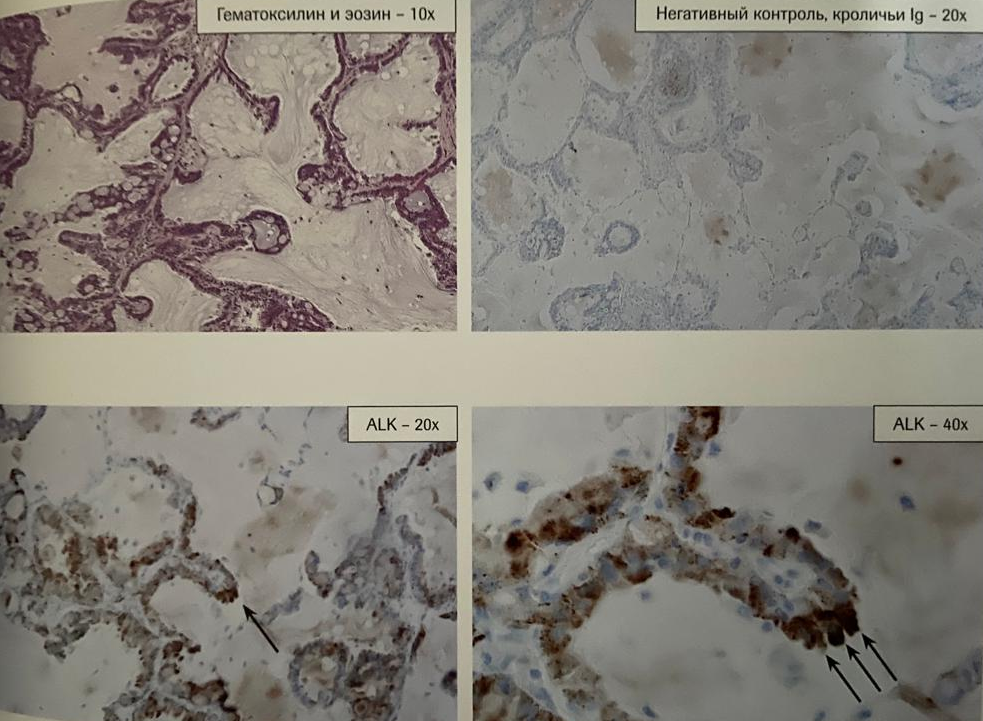 Гематоксилин и эозин – 10x
Негативный контроль, кроличьи Ig – 20x
ALK – 20x
ALK – 40x